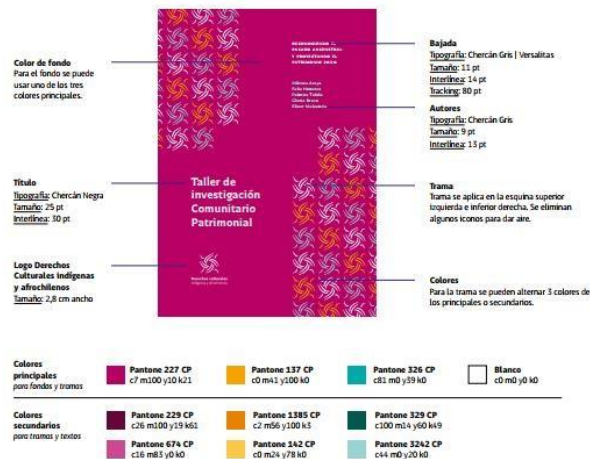 Color de fondo
Para el fondo se puede
usar uno de los tres
colores principales.
Título
Tipografía: Chercán Negra
Tamaño: 25 pt
Interlínea: 30 pt
Logo Derechos
Culturales Indígenas
y afrochilenos
Tamaño: 2,8 cm ancho
Taller de
investigación
Comunitario
Patrimonial
Bajada
Tipografía: Chercán Gris | Versalitas
Tamaño: 11 pt
Interlínea: 14 pt
Tracking: 80 pt
Autores
Tipografía: Chercán Gris
Tamaño: 9 pt
Interlínea: 13 pt
Trama
Trama se aplica en la esquina superior
izquierda e inferior derecha. Se eliminan
algunos iconos para dar aire.
Colores
Para la trama se pueden alternar 3 colores de
los principales o secundarios.
Colores
principales
para fondos y tramas
Pantone 227 CP
c7 m100 y10 k21
Pantone 137 CP
c0 m41 y100 k0
Pantone 326 CP
c81 m0 y39 k0
Blanco
c0 m0 y0 k0
Colores
secundarios
para tramas y textos
Pantone 229 CP
c26 m100 y19 k61
Pantone 1385 CP
c2 m56 y100 k3
Pantone 329 CP
c100 m14 y60 k49
Pantone 674 CP
c16 m83 y0 k0
Pantone 142 CP
c0 m24 y78 k0
Pantone 3242 CP
c44 m0 y20 k0